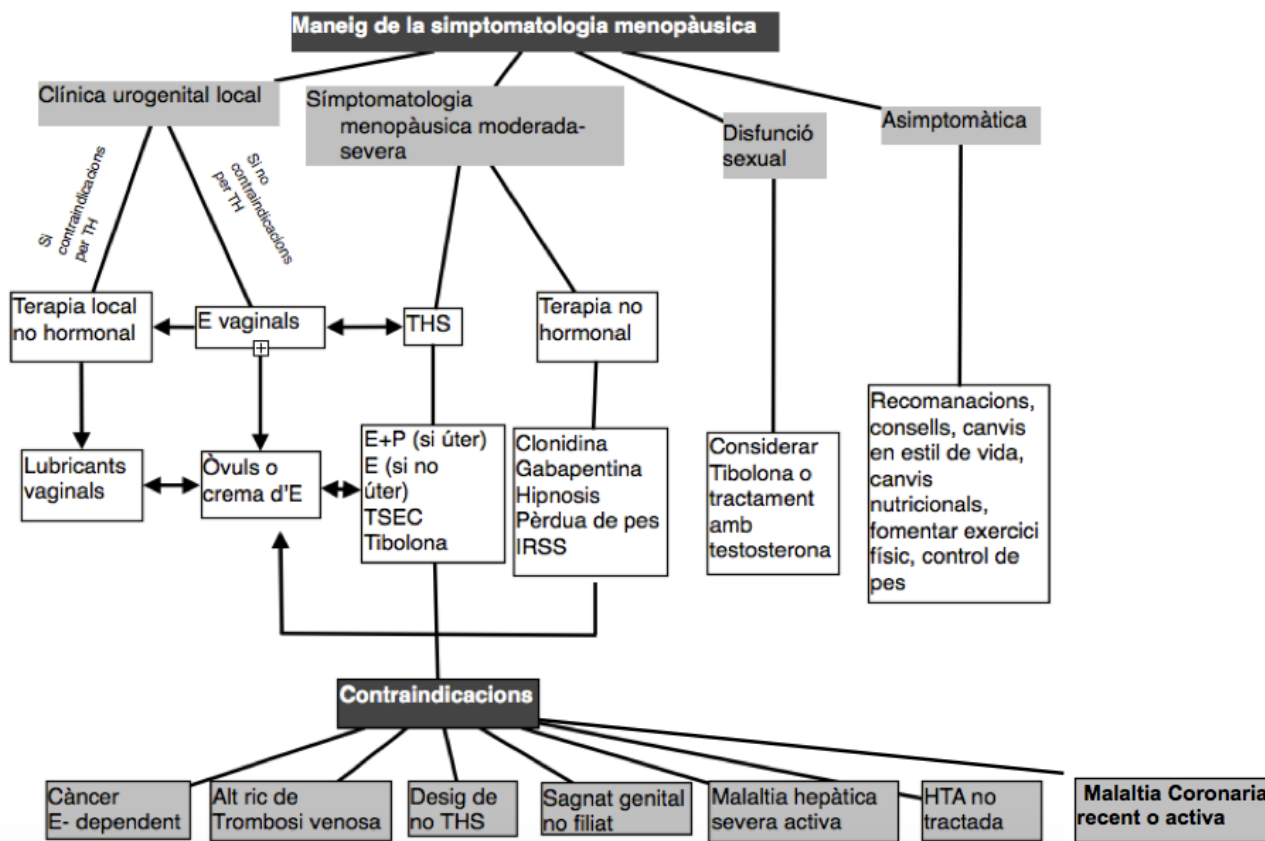 Maneig de la simptomatologia menopàusica
Clínica urogenital local
Símptomatologia
menopàusica moderada-
severa
Disfunció
sexual
Asimptomàtica
Si
contraindicacions
per TH
Si no
contraindicacions
per TH
Terapia local
no hormonal
E vaginals
THS
Terapia no
hormonal
Lubricants
vaginals
Òvuls o
crema d'E
E+P (si úter)
E (si no
úter)
TSEC
Tibolona
Clonidina
Gabapentina
Hipnosis
Pèrdua de pes
IRSS
Considerar
Tibolona o
tractament
amb
testosterona
Recomanacions,
consells, canvis
en estil de vida,
canvis
nutricionals,
fomentar exercici
físic, control de
pes
Contraindicacions
Càncer
E- dependent
Alt ric de
Trombosi venosa
Desig de
no THS
Sagnat genital
no filiat
Malaltia hepàtica
severa activa
HTA no
tractada
Malaltia Coronaria
recent o activa